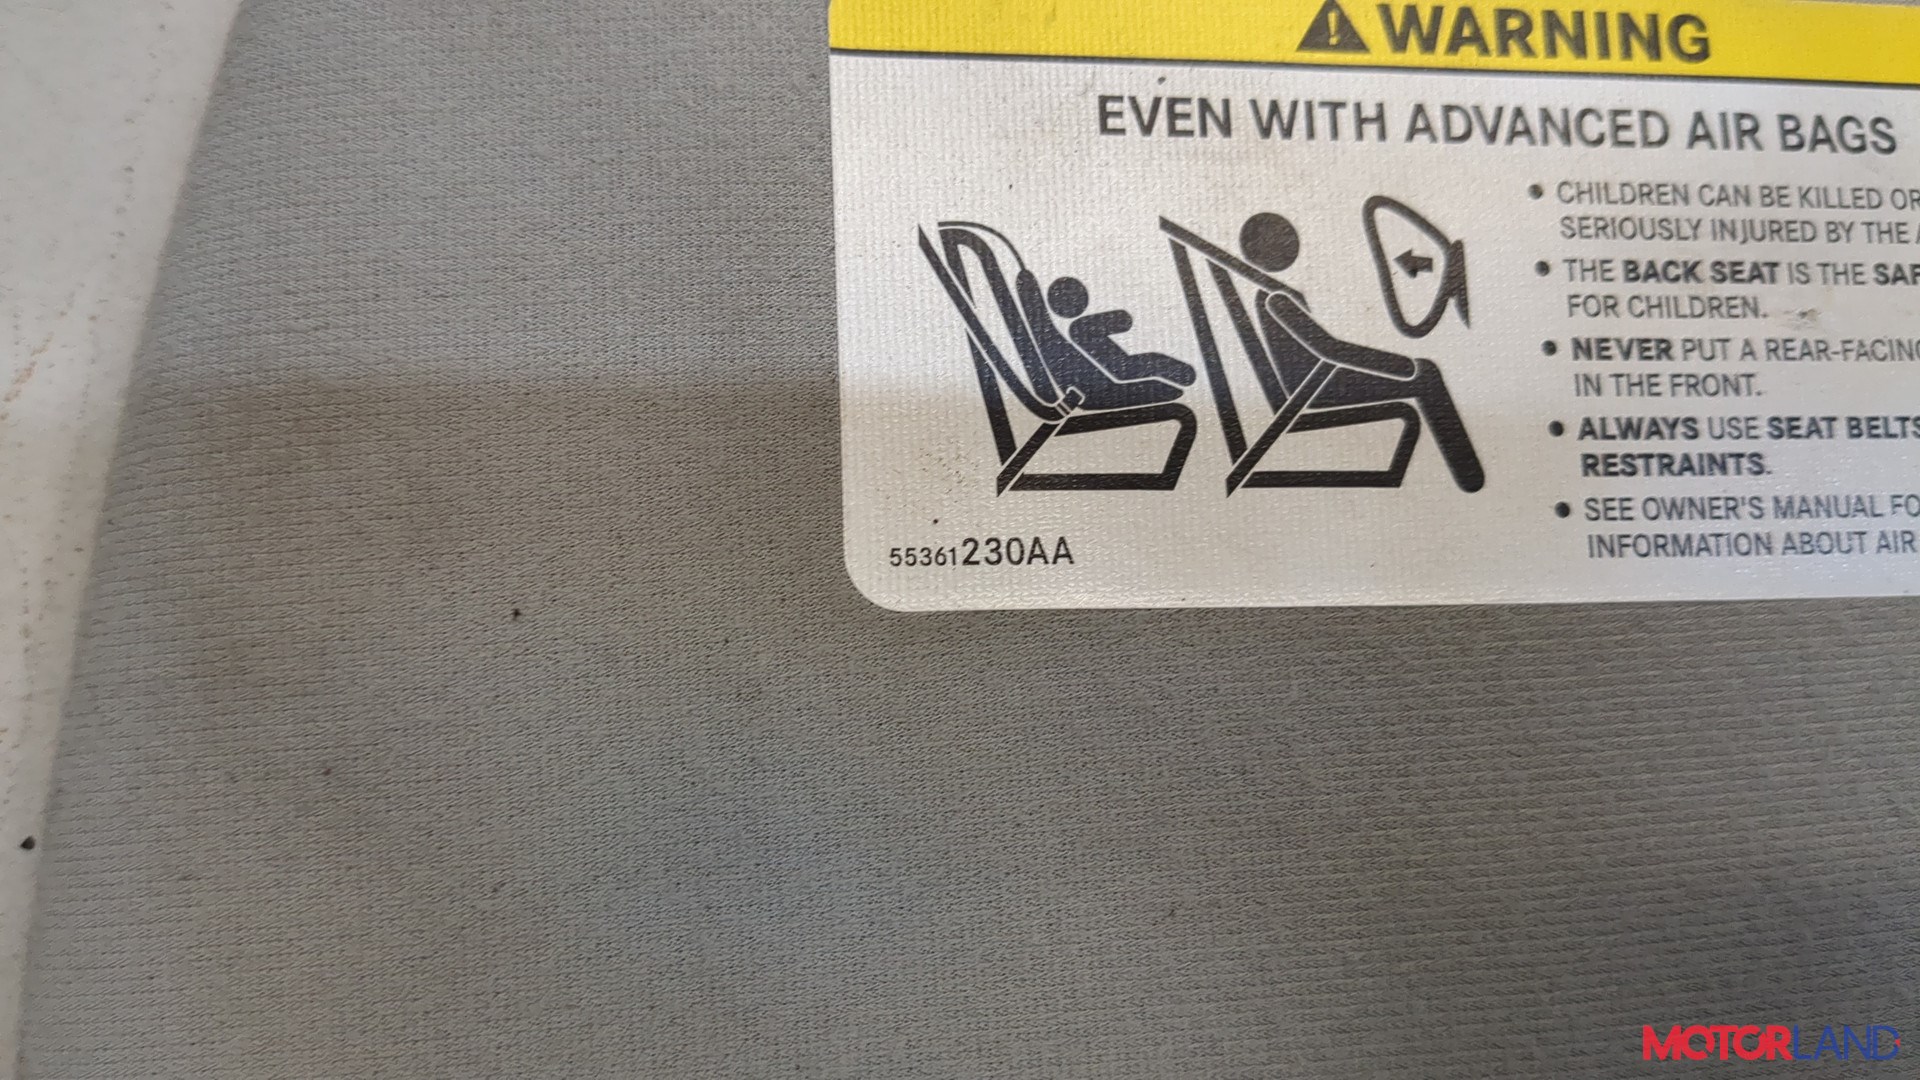 WARNING
EVEN WITH ADVANCED AIR BAGS
• CHILDREN CAN BE KILLED OR
SERIOUSLY INJURED BY THE
• THE BACK SEAT IS THE
FOR CHILDREN.
• NEVER PUT A REAR-FACING
IN THE FRONT.
• ALWAYS USE SEAT BELTS
RESTRAINTS.
• SEE OWNER'S MANUAL
INFORMATION ABOUT AIR
55361230AA
MOTORLAND